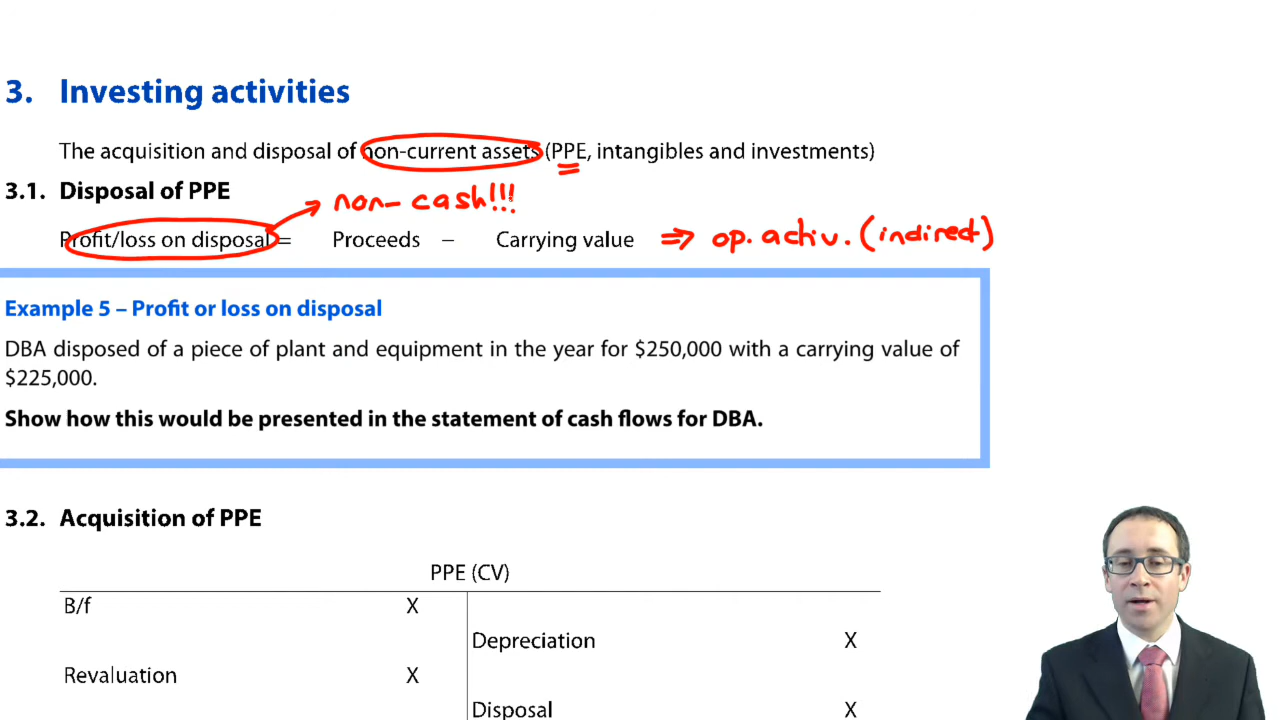 3. Investing activities
The acquisition and disposal of non-current assets (PPE, intangibles and investments)
3.1. Disposal of PPE
non-cash!!!
Profit/loss on disposal = Proceeds – Carrying value ⇒ op. activ. (indirect)
Example 5 – Profit or loss on disposal
DBA disposed of a piece of plant and equipment in the year for $250,000 with a carrying value of
$225,000.
Show how this would be presented in the statement of cash flows for DBA.
3.2. Acquisition of PPE
PPE (CV)
B/f X
Depreciation X
Revaluation X
Disposal X